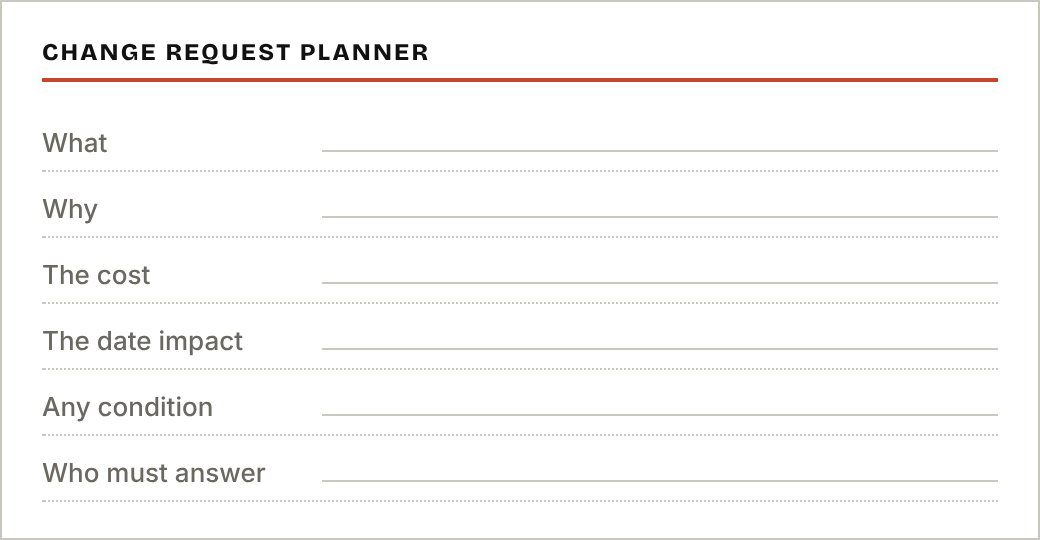 CHANGE REQUEST PLANNER
What
Why
The cost
The date impact
Any condition
Who must answer